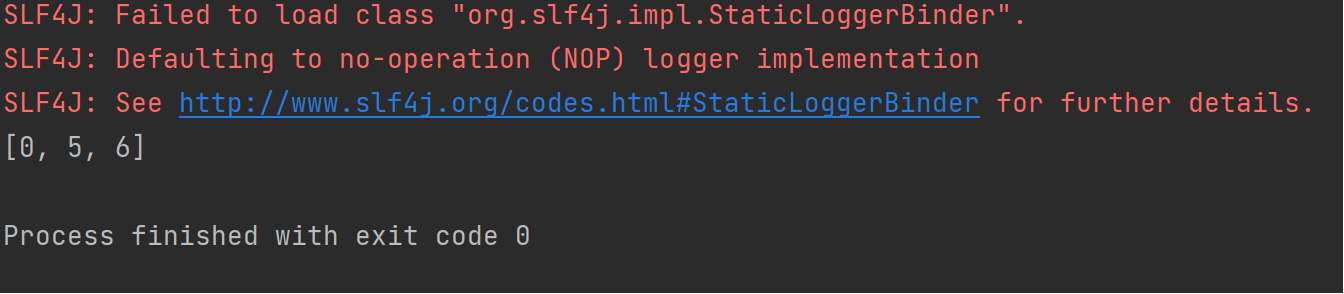 SLF4J: Failed to load class "org.slf4j.impl.StaticLoggerBinder".
SLF4J: Defaulting to no-operation (NOP) logger implementation
SLF4J: See http://www.slf4j.org/codes.html#StaticLoggerBinder for further details.
[0, 5, 6]
Process finished with exit code 0